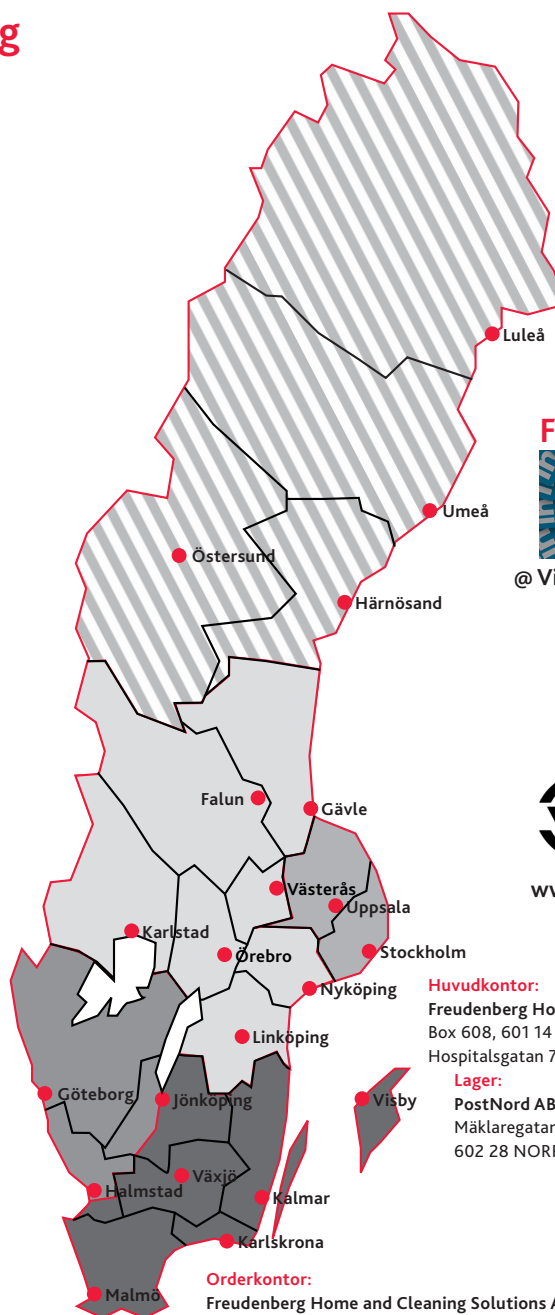 g
Luleå
F
Umeå
Östersund
@ Vi
Härnösand
Falun
Gävle
Västerås
ww
Uppsala
Karlstad
Stockholm
Örebro
Huvudkontor:
Nyköping
Freudenberg Ho
Box 608, 601 14
Linköping
Hospitalsgatan 7
Lager:
Göteborg
Jönköping
Visby
PostNord AB
Mäklaregatan
602 28 NORR
Växjö
Halmstad
Kalmar
Karlskrona
Orderkontor:
Malmö
Freudenberg Home and Cleaning Solutions A